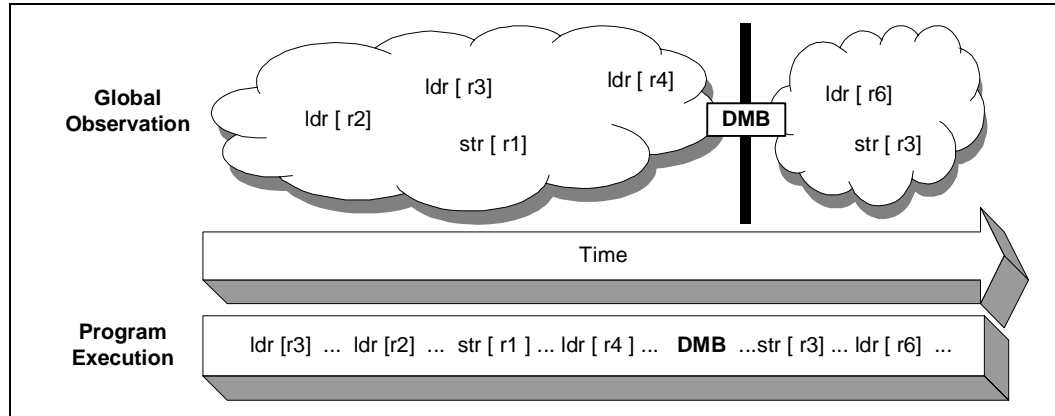 ldr [ r3]
ldr [ r4]
Global
Observation
ldr [ r2]
str [ r1]
DMB
ldr [ r6]
str [ r3]
Time
Program
Execution
ldr [r3] ... ldr [r2] ... str [ r1 ] ... ldr [ r4 ] ... DMB ...str [ r3 ] ... ldr [ r6 ] ...